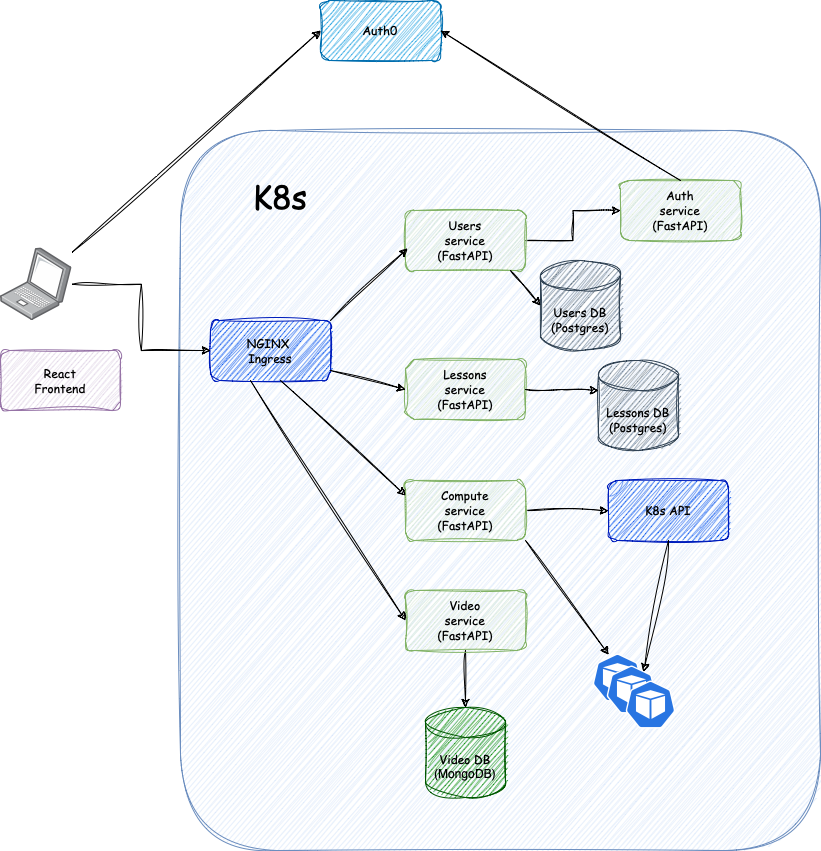 Auth0
K8s
Auth
service
(FastAPI)
Users
service
(FastAPI)
Users DB
(Postgres)
NGINX
Ingress
React
Frontend
Lessons
service
(FastAPI)
Lessons DB
(Postgres)
Compute
service
(FastAPI)
K8s API
Video
service
(FastAPI)
Video DB
(MongoDB)